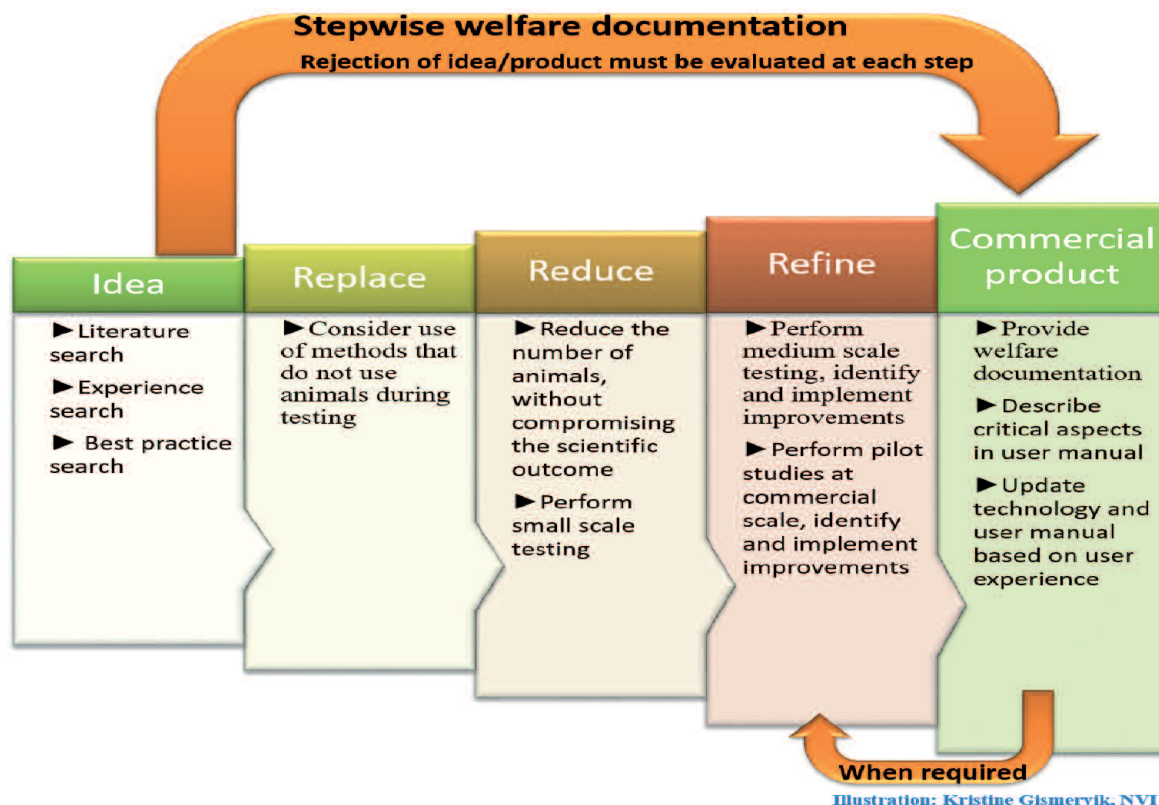 Stepwise welfare documentation
Rejection of idea/product must be evaluated at each step
Idea
► Literature
search
► Experience
search
► Best practice
search
Replace
► Consider use
of methods that
do not use
animals during
testing
Reduce
► Reduce the
number of
animals,
without
compromising
the scientific
outcome
► Perform
small scale
testing
Refine
► Perform
medium scale
testing, identify
and implement
improvements
► Perform pilot
studies at
commercial
scale, identify
and implement
improvements
Commercial
product
► Provide
welfare
documentation
► Describe
critical aspects
in user manual
► Update
technology and
user manual
based on user
experience
When required
Illustration: Kristine Gismervik, NVI